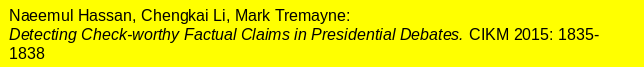 Naeemul Hassan, Chengkai Li, Mark Tremayne:
Detecting Check-worthy Factual Claims in Presidential Debates. CIKM 2015: 1835-
1838